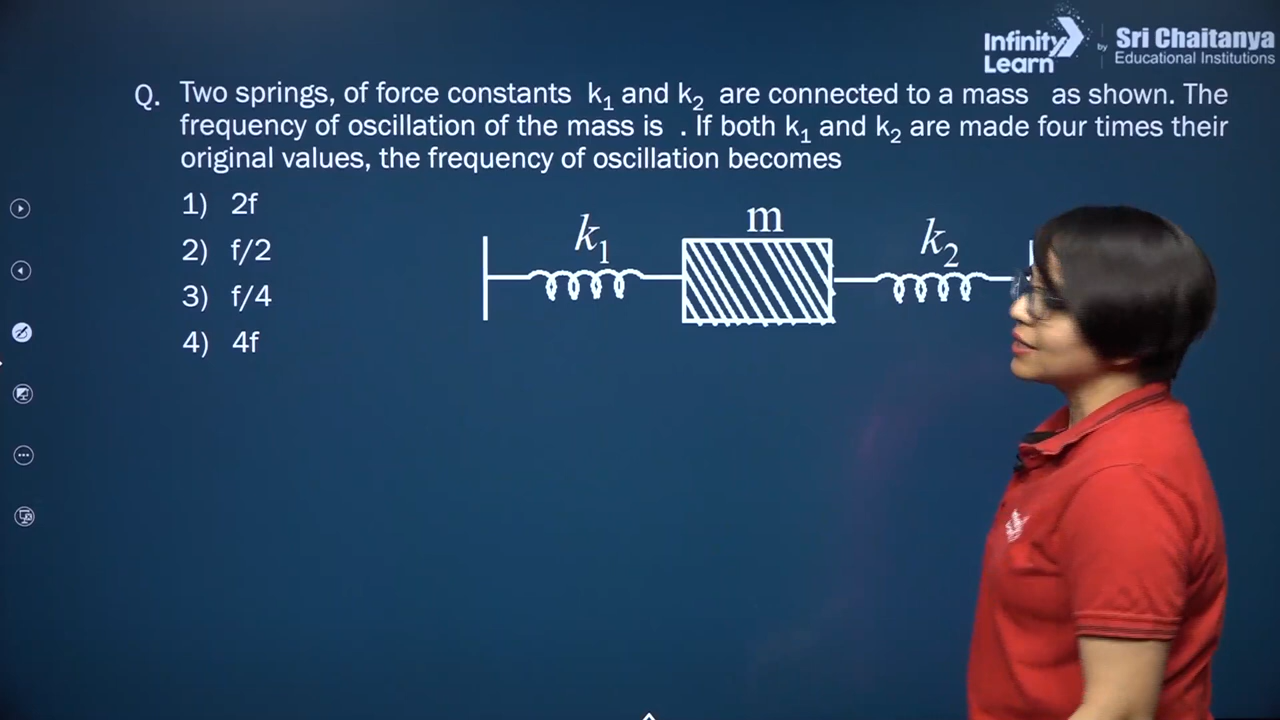 Infinity Learn by Sri Chaitanya Educational Institutions
Q. Two springs, of force constants k₁ and k₂ are connected to a mass as shown. The
frequency of oscillation of the mass is . If both k₁ and k₂ are made four times their
original values, the frequency of oscillation becomes
1) 2f
2) f/2
3) f/4
4) 4f
k₁
m
k₂